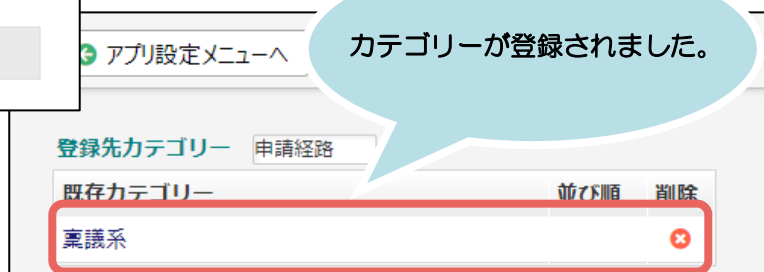 アプリ設定メニューへ
カテゴリーが登録されました。
登録先カテゴリー 申請経路
既存カテゴリー 並び順 削除
稟議系